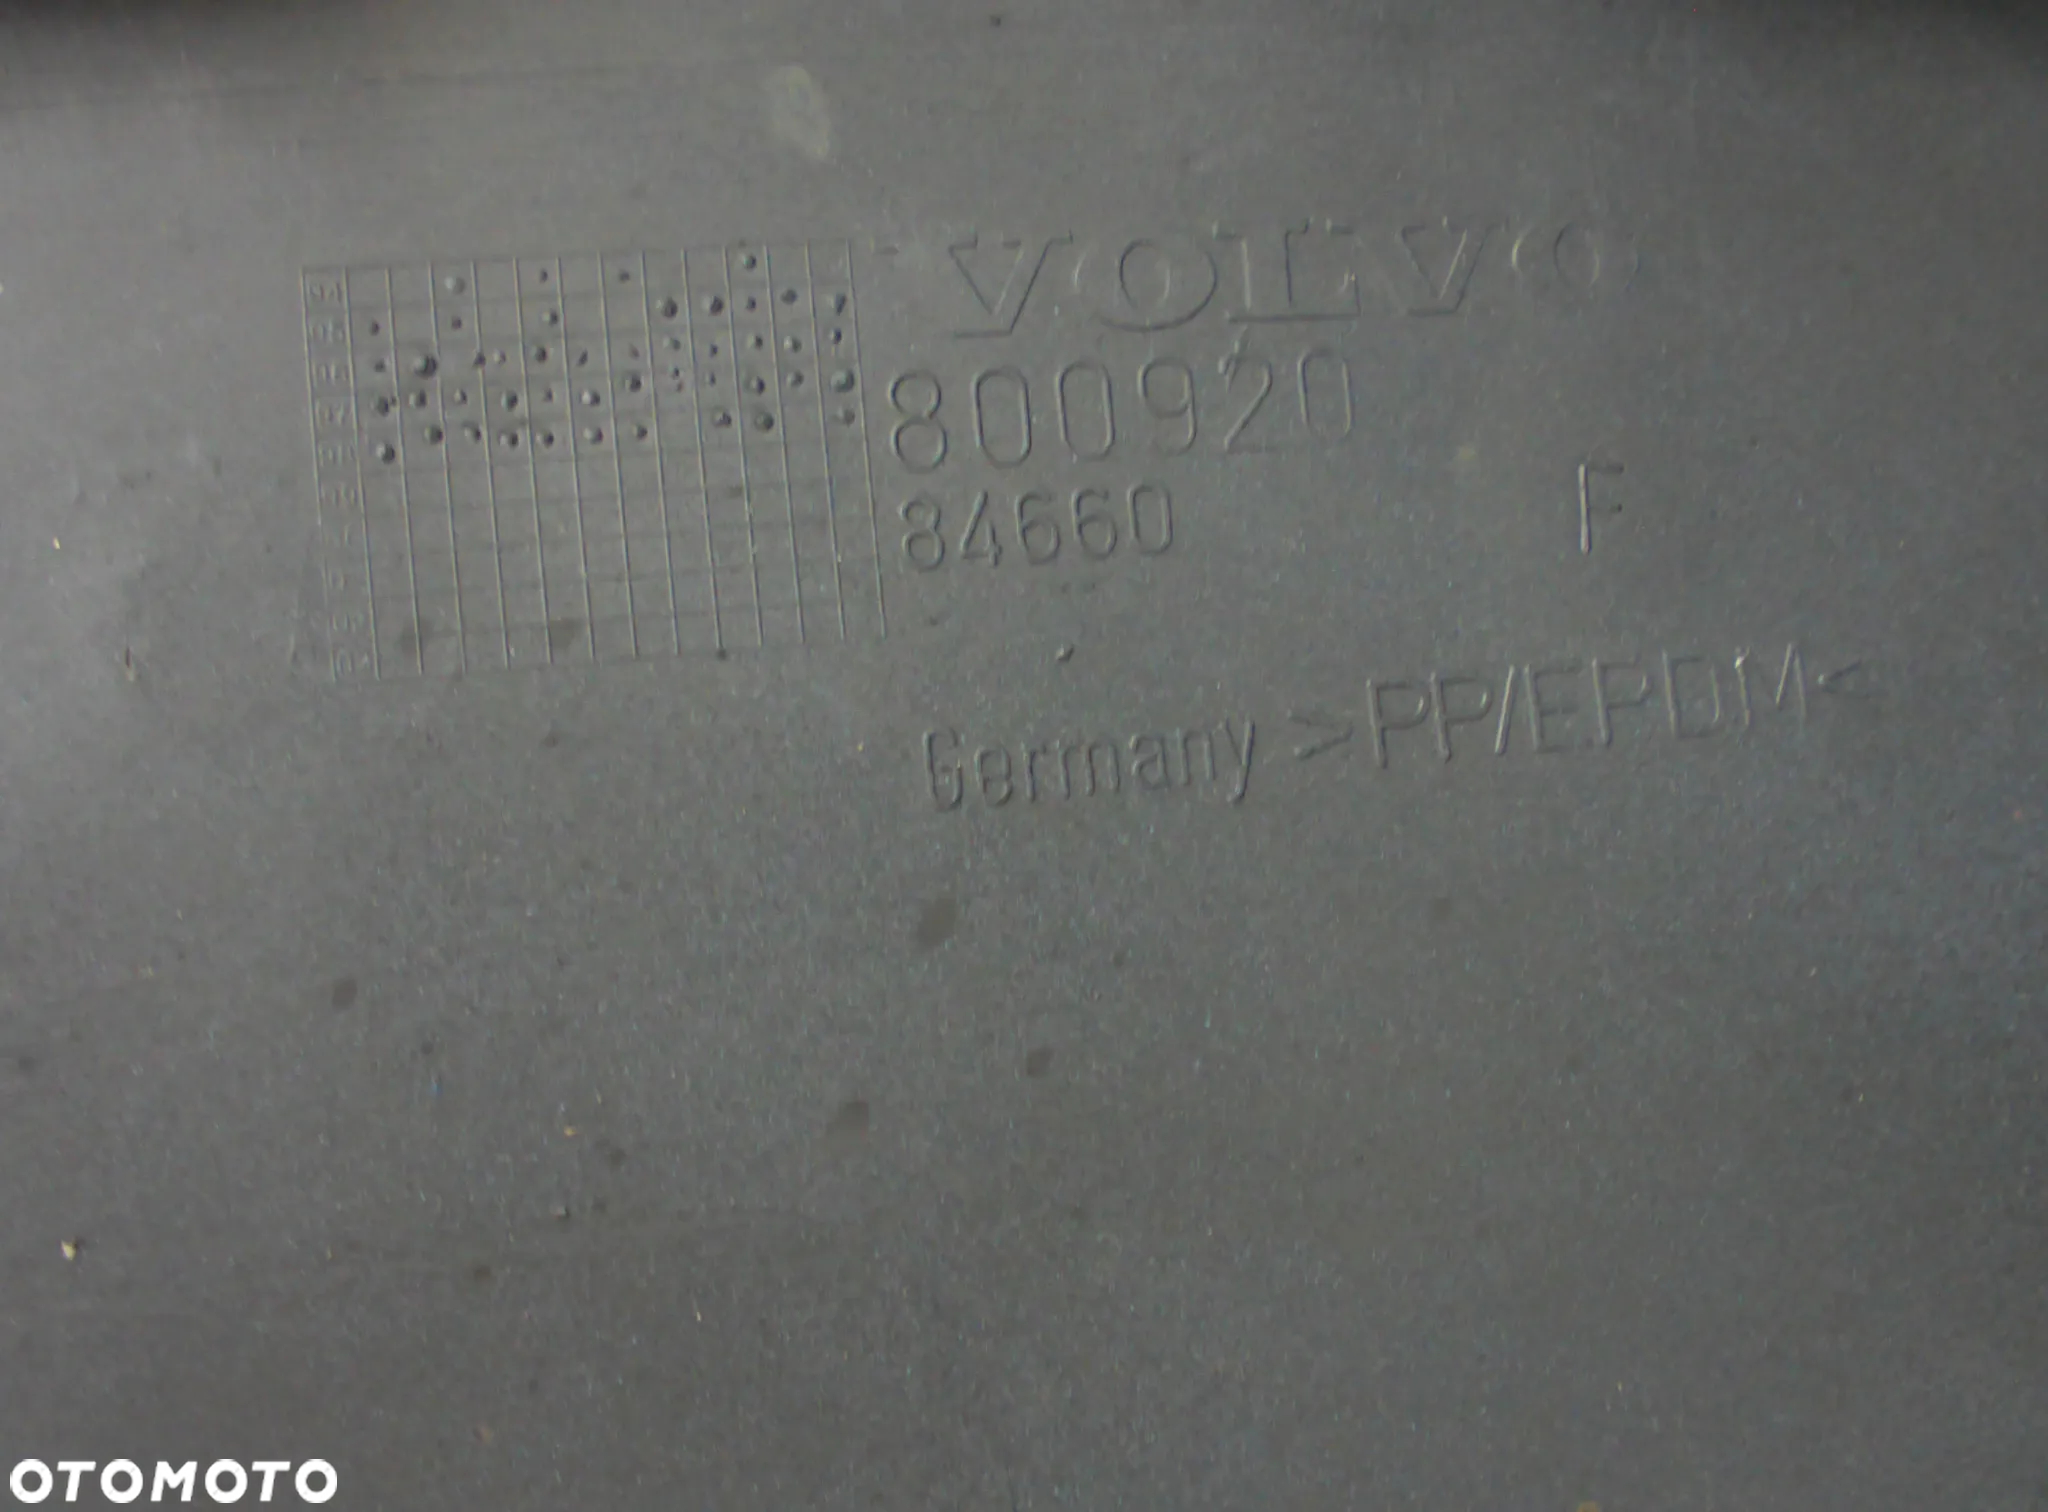 VOLVO
800920
84660
F
Germany >PP/EPDM<
OTOMOTO